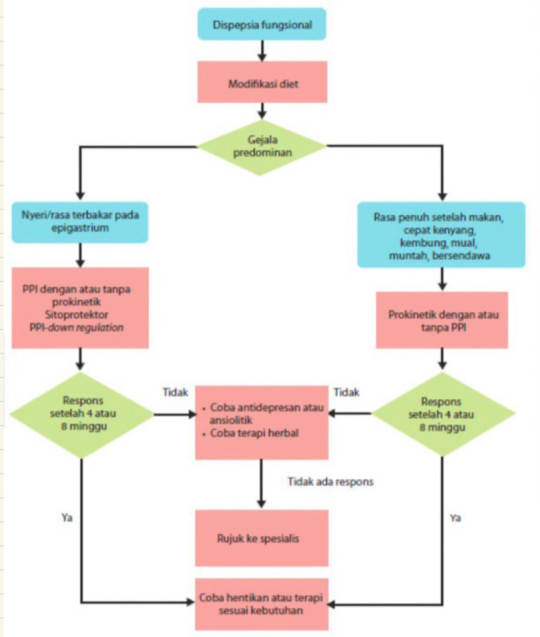 Dispepsia fungsional
Modifikasi diet
Gejala
predominan
Nyeri/rasa terbakar pada
epigastrium
Rasa penuh setelah makan,
cepat kenyang,
kembung, mual,
muntah, bersendawa
PPI dengan atau tanpa
prokinetik
Sitoprotektor
PPI-down regulation
Prokinetik dengan atau
tanpa PPI
Respons
setelah 4 atau
8 minggu
Tidak
• Coba antidepresan atau
ansiolitik
• Coba terapi herbal
Tidak
Respons
setelah 4 atau
8 minggu
Tidak ada respons
Ya
Rujuk ke spesialis
Ya
Coba hentikan atau terapi
sesuai kebutuhan